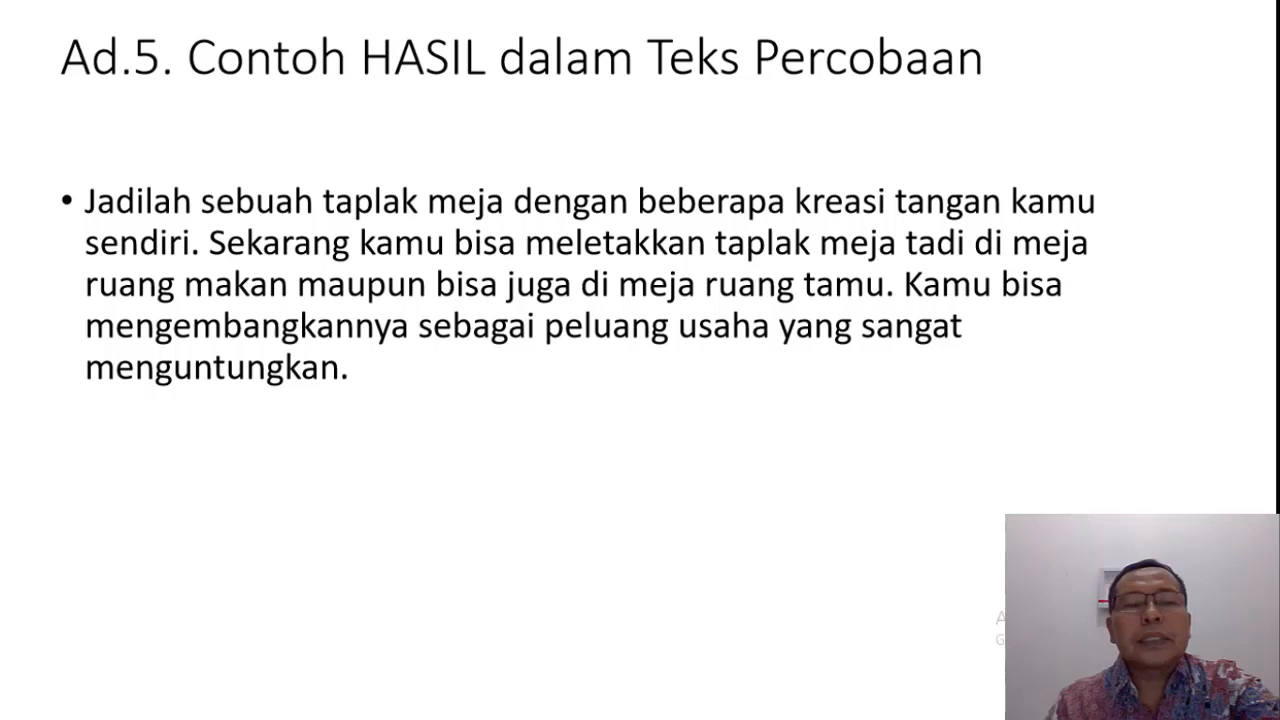 Ad.5. Contoh HASIL dalam Teks Percobaan
• Jadilah sebuah taplak meja dengan beberapa kreasi tangan kamu
sendiri. Sekarang kamu bisa meletakkan taplak meja tadi di meja
ruang makan maupun bisa juga di meja ruang tamu. Kamu bisa
mengembangkannya sebagai peluang usaha yang sangat
menguntungkan.